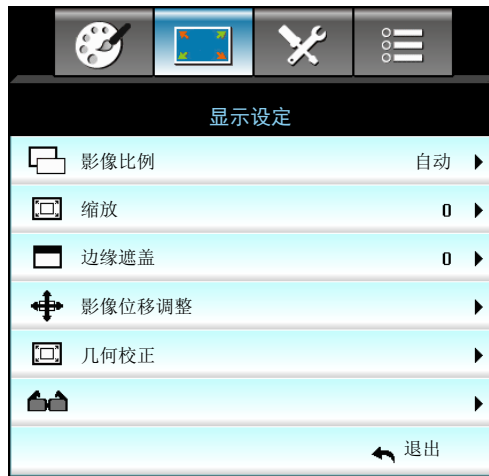 显示设定
影像比例 自动
缩放 0
边缘遮盖 0
影像位移调整
几何校正
退出